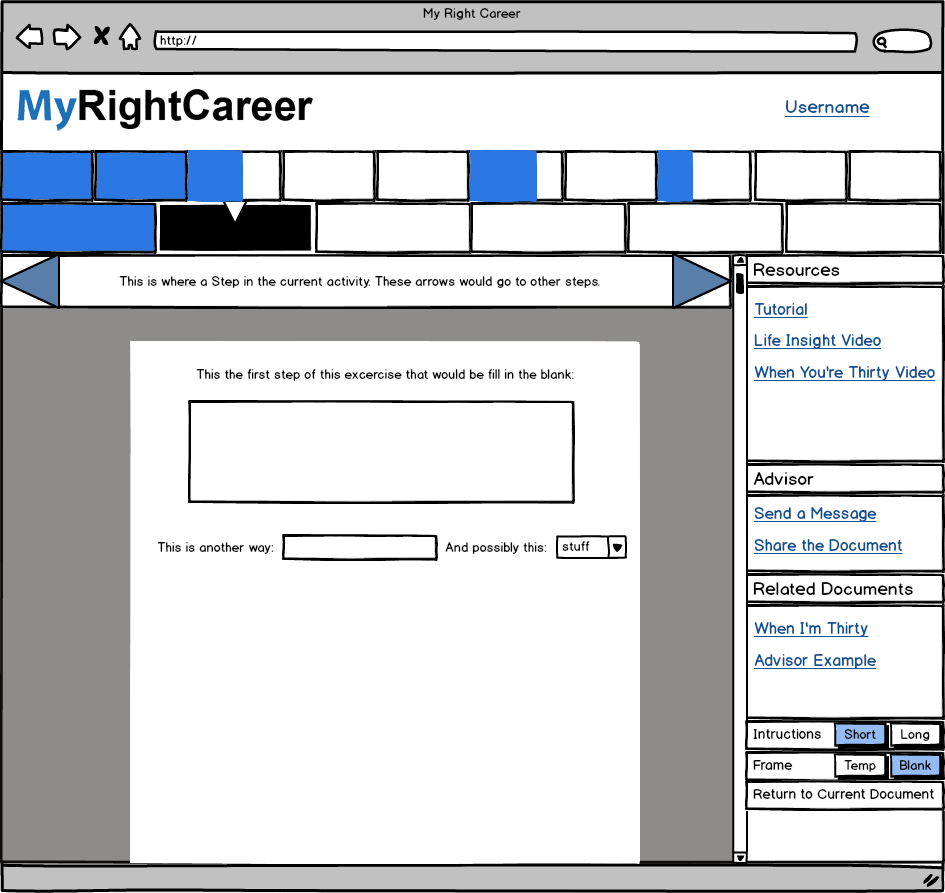 My Right Career
http://
MyRightCareer
Username
This is where a Step in the current activity. These arrows would go to other steps.
This the first step of this excercise that would be fill in the blank:
This is another way:
And possibly this:
stuff
Resources
Tutorial
Life Insight Video
When You're Thirty Video
Advisor
Send a Message
Share the Document
Related Documents
When I'm Thirty
Advisor Example
Intructions Short Long
Frame Temp Blank
Return to Current Document